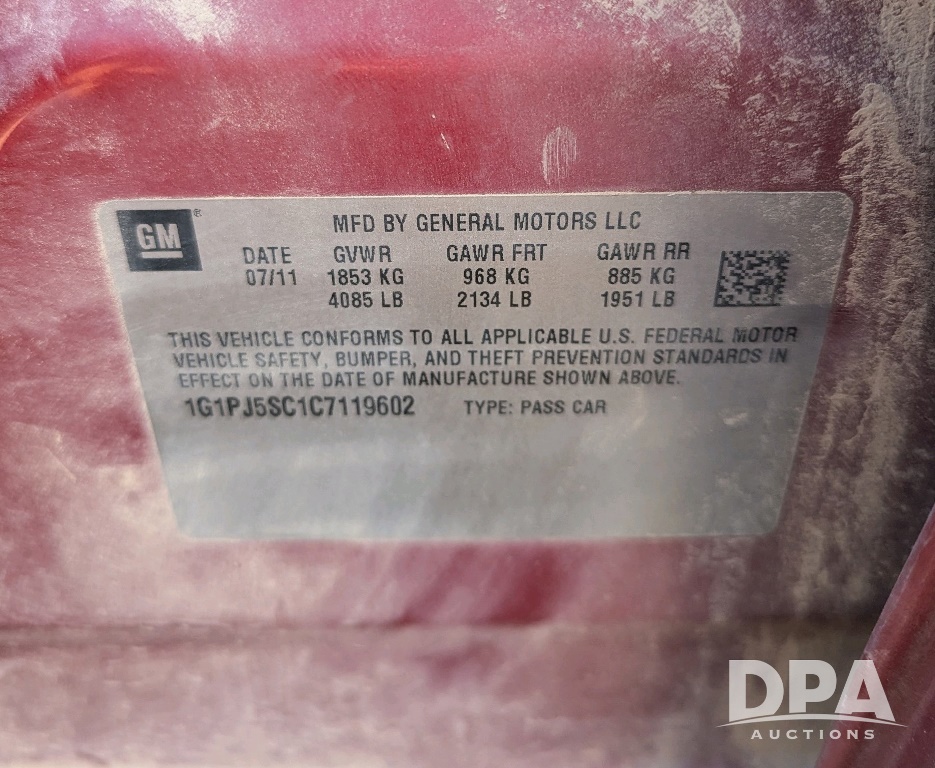 GM®
MFD BY GENERAL MOTORS LLC
DATE GVWR GAWR FRT GAWR RR
07/11 1853 KG 968 KG 885 KG
4085 LB 2134 LB 1951 LB
THIS VEHICLE CONFORMS TO ALL APPLICABLE U.S. FEDERAL MOTOR
VEHICLE SAFETY, BUMPER, AND THEFT PREVENTION STANDARDS IN
EFFECT ON THE DATE OF MANUFACTURE SHOWN ABOVE.
1G1PJ5SC1C7119602 TYPE: PASS CAR
DPA
AUCTIONS